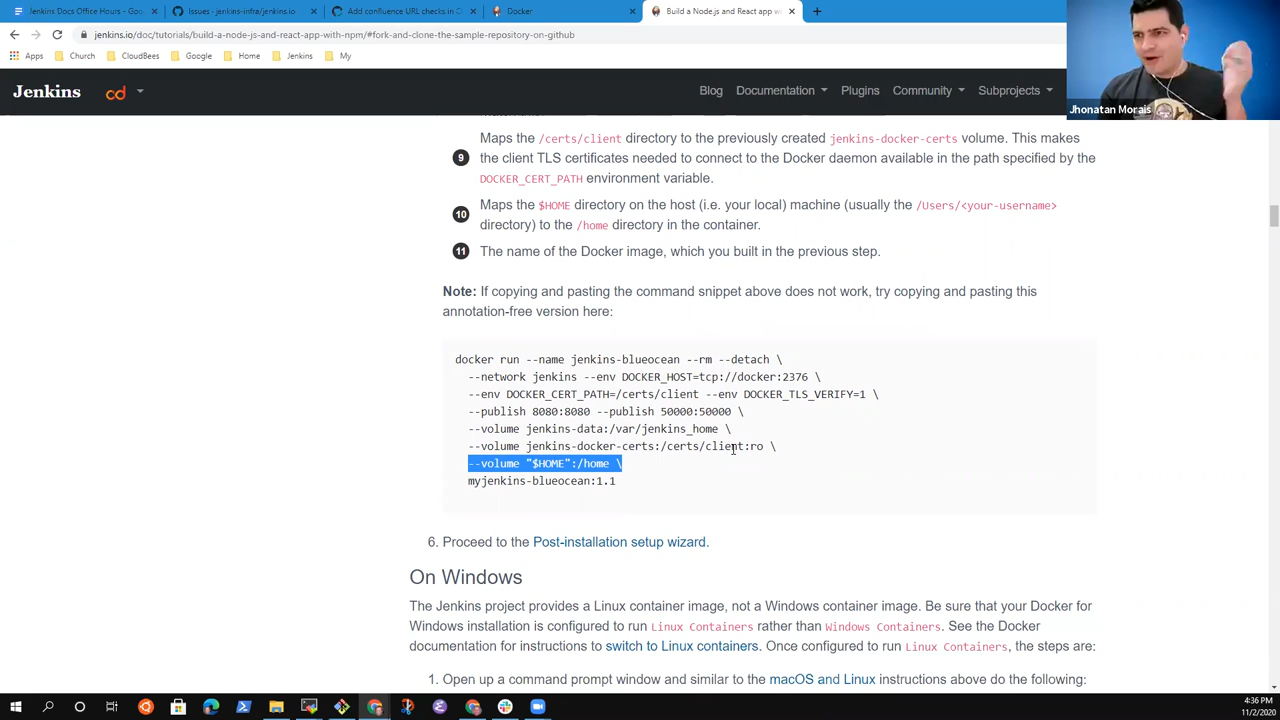 Jenkins Docs Office Hours - Goo
Issues · jenkins-infra/jenkins.io
Add confluence URL checks in C
Docker
Build a Node.js and React app wi
jenkins.io/doc/tutorials/build-a-node-js-and-react-app-with-npm/#fork-and-clone-the-sample-repository-on-github
Apps
Church
CloudBees
Google
Home
Jenkins
My
Jenkins
cd
Blog
Documentation
Plugins
Community
Subprojects
Jhonatan Morais
Maps the /certs/client directory to the previously created jenkins-docker-certs volume. This makes
9 the client TLS certificates needed to connect to the Docker daemon available in the path specified by the
DOCKER_CERT_PATH environment variable.
Maps the $HOME directory on the host (i.e. your local) machine (usually the /Users/<your-username>
10
directory) to the /home directory in the container.
11 The name of the Docker image, which you built in the previous step.
Note: If copying and pasting the command snippet above does not work, try copying and pasting this
annotation-free version here:
docker run --name jenkins-blueocean --rm --detach \
--network jenkins --env DOCKER_HOST=tcp://docker:2376 \
--env DOCKER_CERT_PATH=/certs/client --env DOCKER_TLS_VERIFY=1 \
--publish 8080:8080 --publish 50000:50000 \
--volume jenkins-data:/var/jenkins_home \
--volume jenkins-docker-certs:/certs/client:ro \
--volume "$HOME":/home \
myjenkins-blueocean:1.1
6. Proceed to the Post-installation setup wizard.
On Windows
The Jenkins project provides a Linux container image, not a Windows container image. Be sure that your Docker for
Windows installation is configured to run Linux Containers rather than Windows Containers. See the Docker
documentation for instructions to switch to Linux containers. Once configured to run Linux Containers, the steps are:
1. Open up a command prompt window and similar to the macOS and Linux instructions above do the following:
4:36 PM
11/2/2020